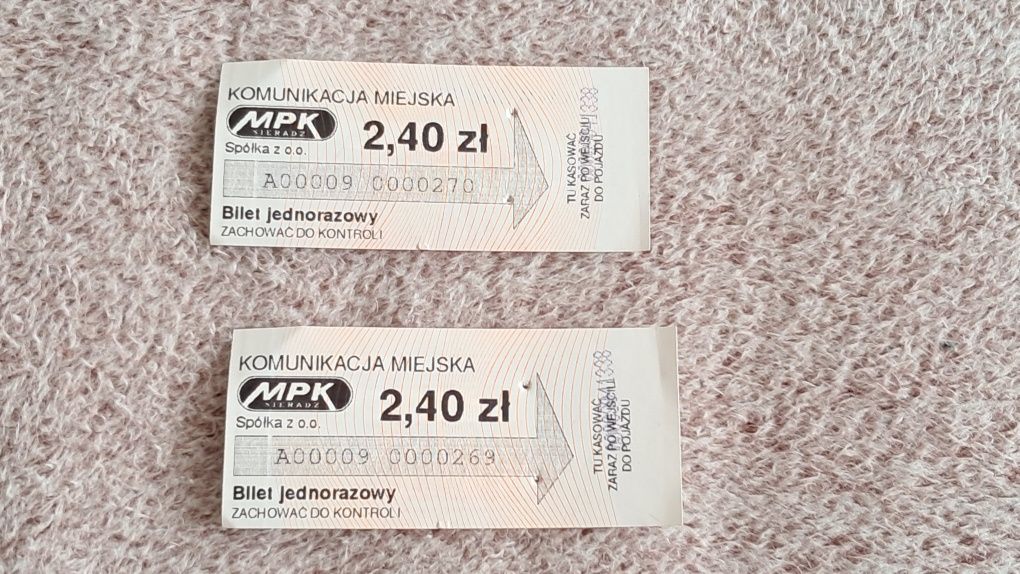 KOMUNIKACJA MIEJSKA
MPK
SIERADZ
2,40 zł
Spółka z o.o.
A00009 0000270
Bilet jednorazowy
ZACHOWAĆ DO KONTROLI
TU KASOWAĆ
ZARAZ PO WEJŚCIU
DO POJAZDU
KOMUNIKACJA MIEJSKA
MPK
SIERADZ
2,40 zł
Spółka z o.o.
A00009 0000269
Bilet jednorazowy
ZACHOWAĆ DO KONTROLI
TU KASOWAĆ
ZARAZ PO WEJŚCIU
DO POJAZDU